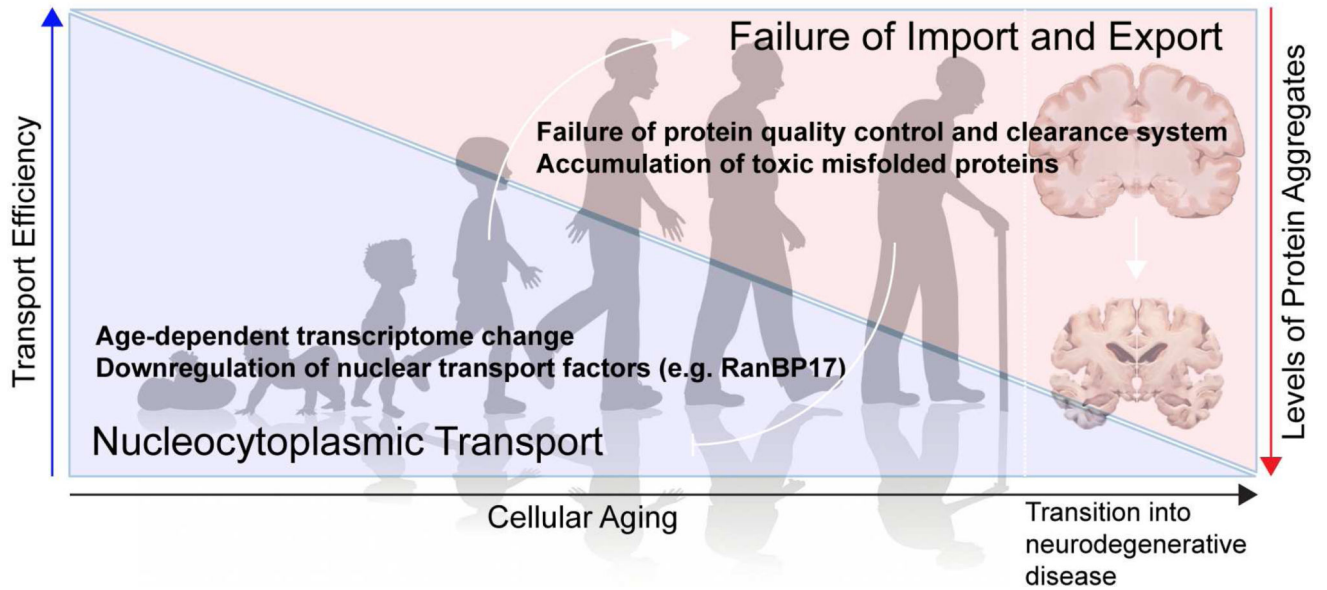 Failure of Import and Export
Failure of protein quality control and clearance system
Accumulation of toxic misfolded proteins
Transport Efficiency
Levels of Protein Aggregates
Age-dependent transcriptome change
Downregulation of nuclear transport factors (e.g. RanBP17)
Nucleocytoplasmic Transport
Cellular Aging
Transition into
neurodegenerative
disease